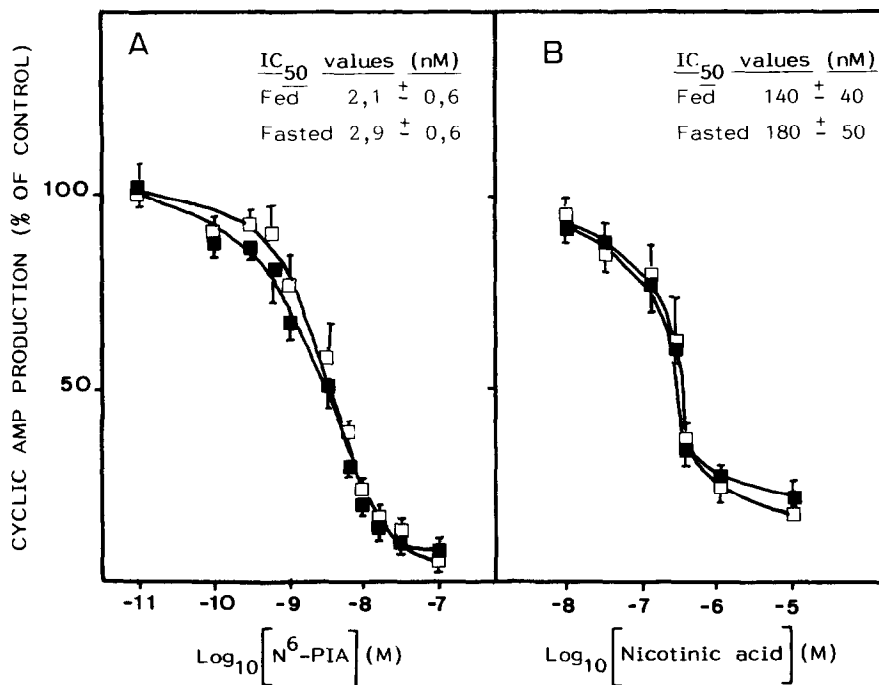 CYCLIC AMP PRODUCTION (% OF CONTROL)
100
50
A
IC50 values (nM)
Fed 2,1 ± 0,6
Fasted 2,9 ± 0,6
-11 -10 -9 -8 -7
Log10[N6-PIA](M)
B
IC50 values (nM)
Fed 140 ± 40
Fasted 180 ± 50
-8 -7 -6 -5
Log10[Nicotinic acid](M)